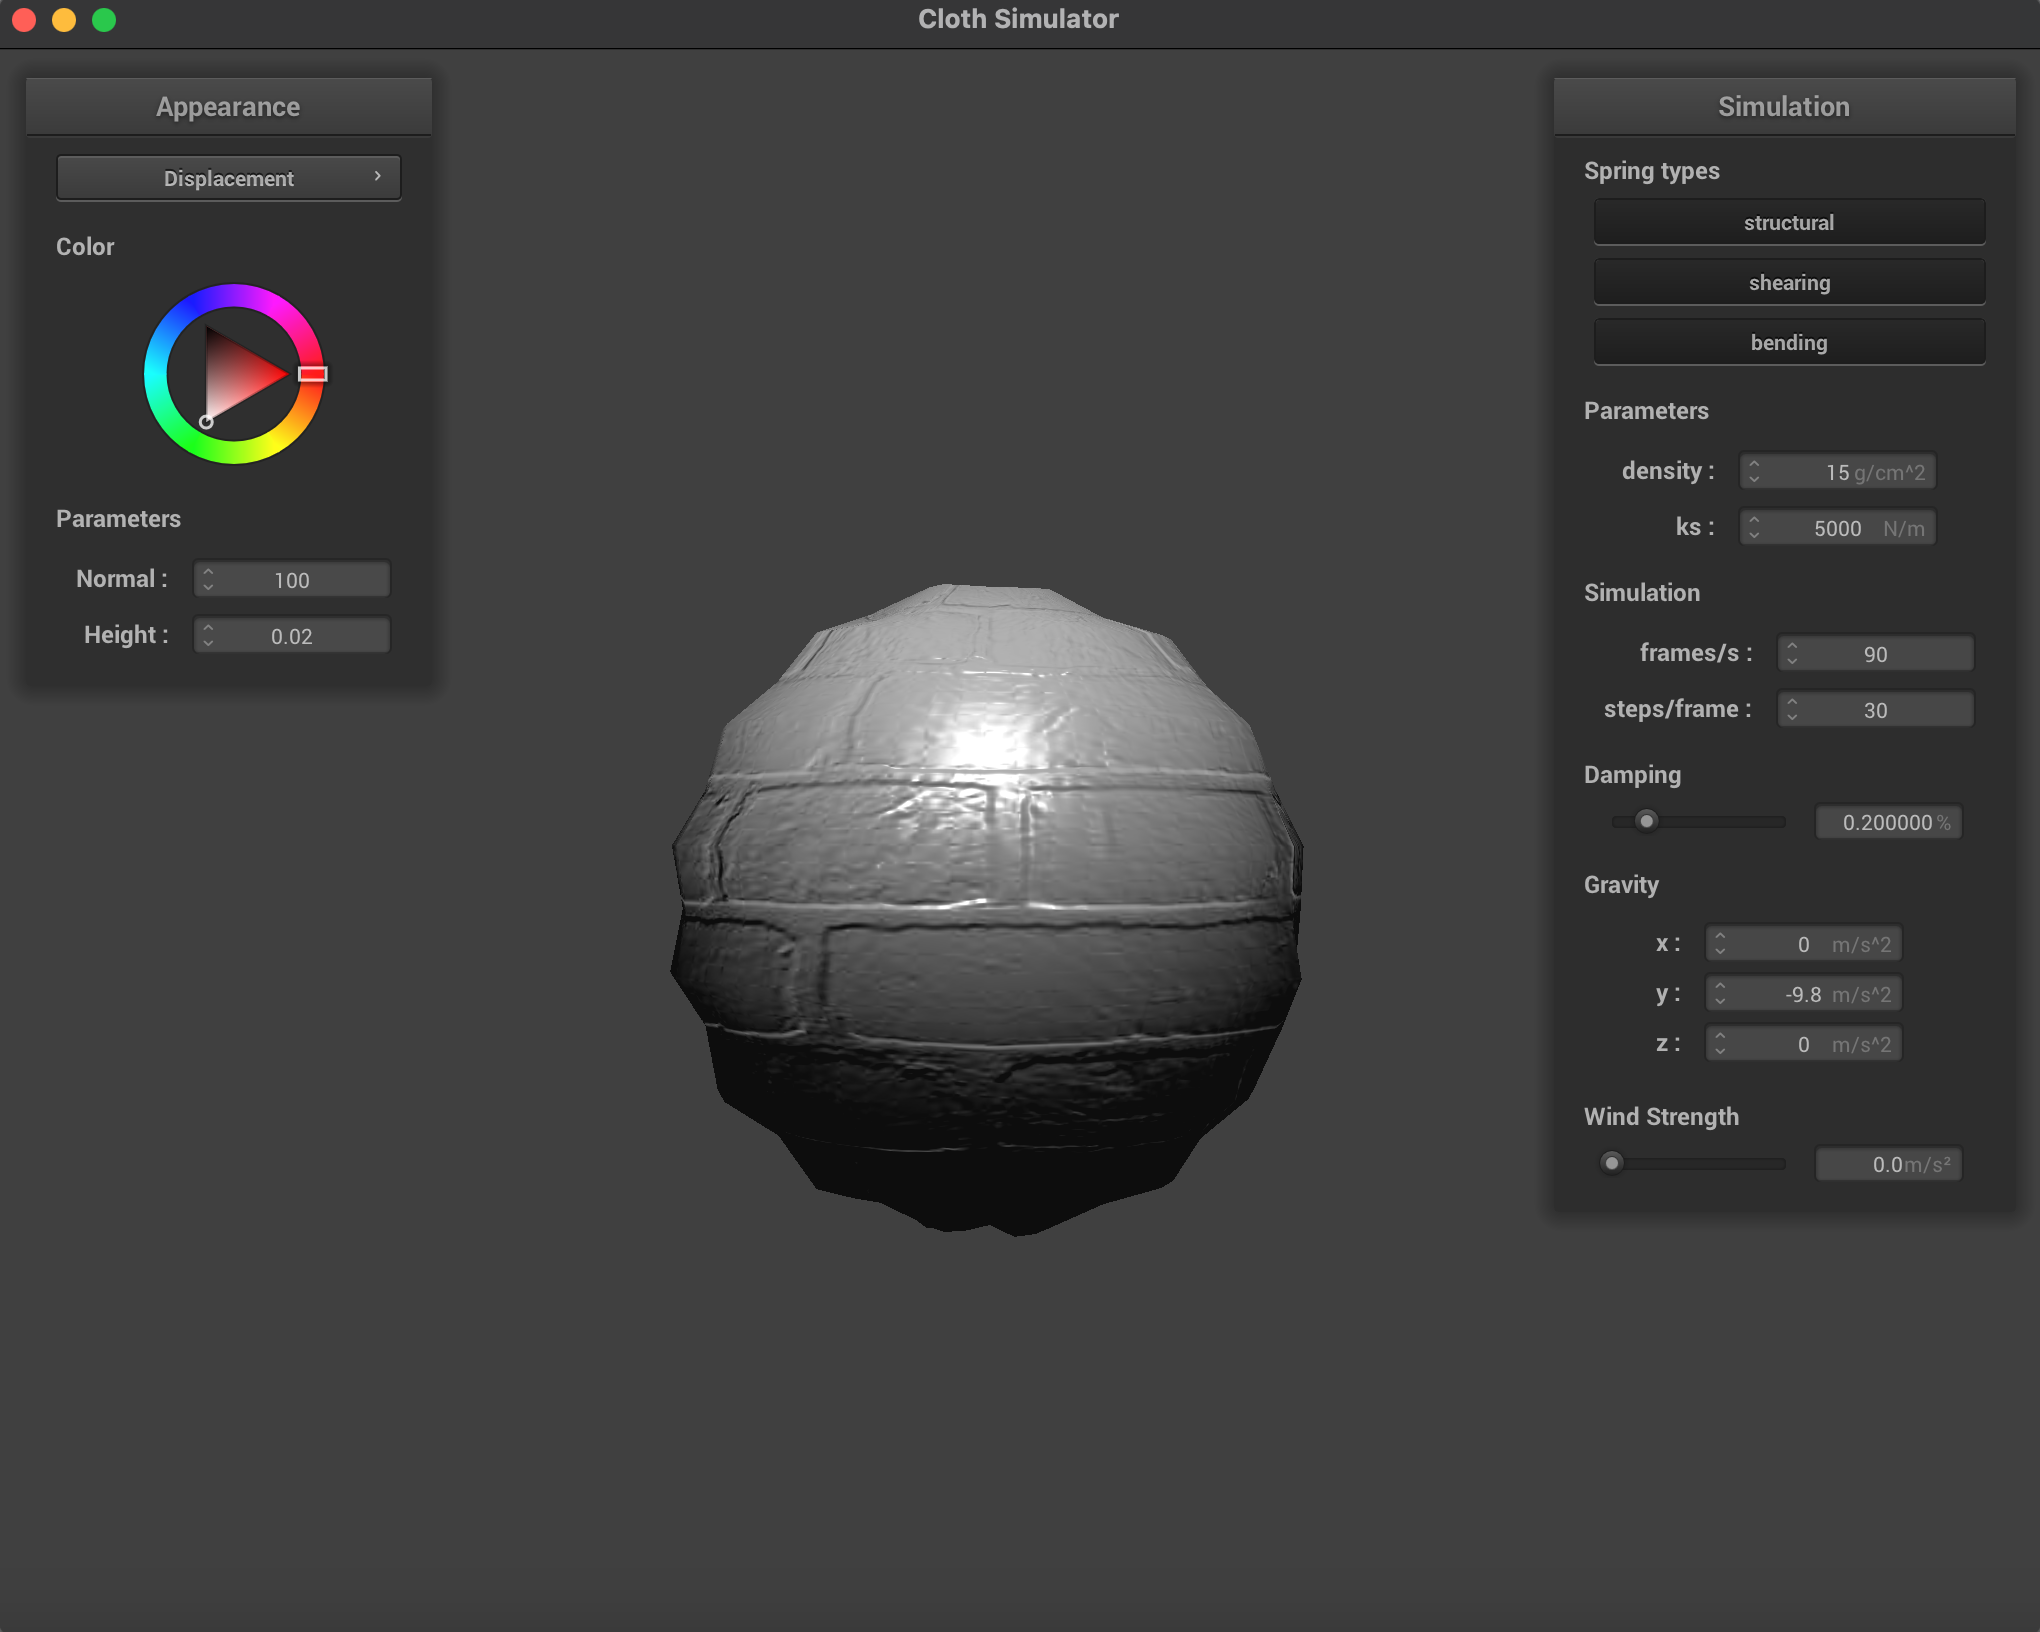 Cloth Simulator
Appearance
Displacement
Color
Parameters
Normal : 100
Height : 0.02
Simulation
Spring types
structural
shearing
bending
Parameters
density : 15 g/cm^2
ks : 5000 N/m
Simulation
frames/s : 90
steps/frame : 30
Damping
0.200000 %
Gravity
x : 0 m/s^2
y : -9.8 m/s^2
z : 0 m/s^2
Wind Strength
0.0 m/s²